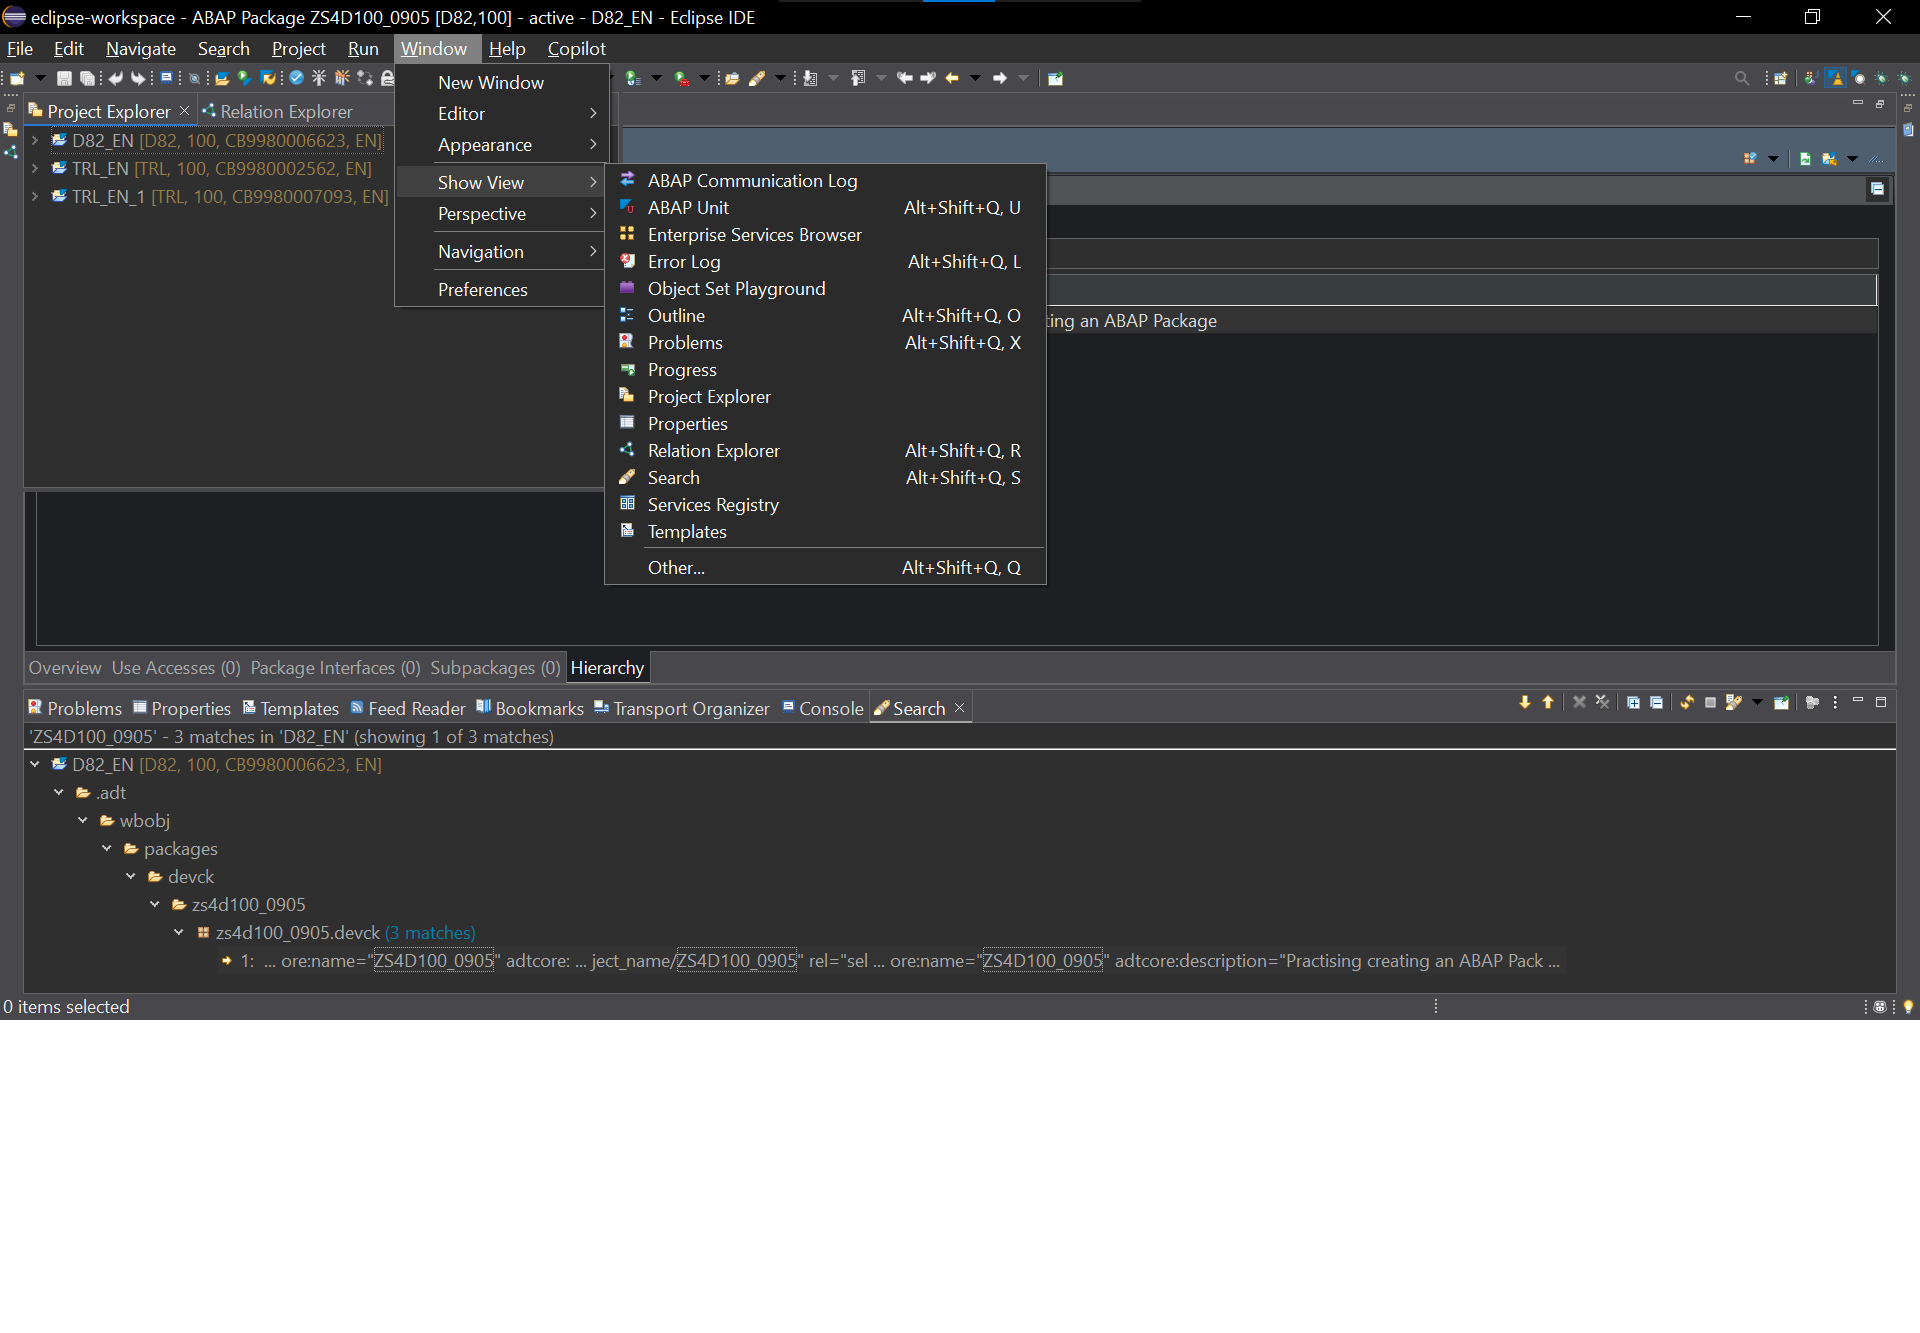 eclipse-workspace - ABAP Package ZS4D100_0905 [D82,100] - active - D82_EN - Eclipse IDE
File Edit Navigate Search Project Run Window Help Copilot
Project Explorer
Relation Explorer
D82_EN [D82, 100, CB9980006623, EN]
TRL_EN [TRL, 100, CB9980002562, EN]
TRL_EN_1 [TRL, 100, CB9980007093, EN]
New Window
Editor
Appearance
Show View
Perspective
Navigation
Preferences
ABAP Communication Log
ABAP Unit Alt+Shift+Q, U
Enterprise Services Browser
Error Log Alt+Shift+Q, L
Object Set Playground
Outline Alt+Shift+Q, O
Problems Alt+Shift+Q, X
Progress
Project Explorer
Properties
Relation Explorer Alt+Shift+Q, R
Search Alt+Shift+Q, S
Services Registry
Templates
Other... Alt+Shift+Q, Q
ting an ABAP Package
Overview Use Accesses (0) Package Interfaces (0) Subpackages (0) Hierarchy
Problems Properties Templates Feed Reader Bookmarks Transport Organizer Console Search
'ZS4D100_0905' - 3 matches in 'D82_EN' (showing 1 of 3 matches)
D82_EN [D82, 100, CB9980006623, EN]
.adt
wbobj
packages
devck
zs4d100_0905
zs4d100_0905.devck (3 matches)
1: ... ore:name="ZS4D100_0905" adtcore: ... ject_name/ZS4D100_0905" rel="sel ... ore:name="ZS4D100_0905" adtcore:description="Practising creating an ABAP Pack ...
0 items selected